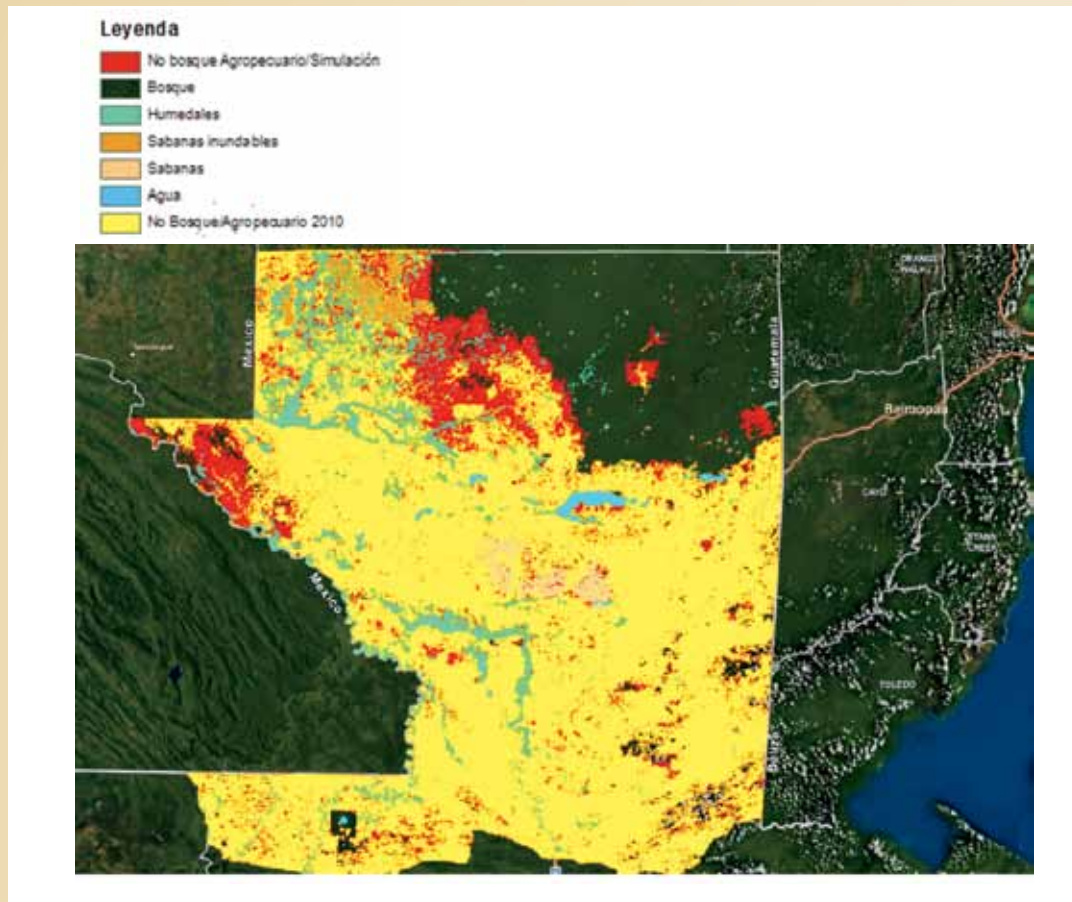 Leyenda
No bosque Agropecuario/Simulación
Bosque
Humedales
Sabanas inundables
Sabanas
Agua
No Bosque/Agropecuario 2010
Mexico
Guatemala
Belmopan
CAYO
Mexico
TOLEDO
Belize